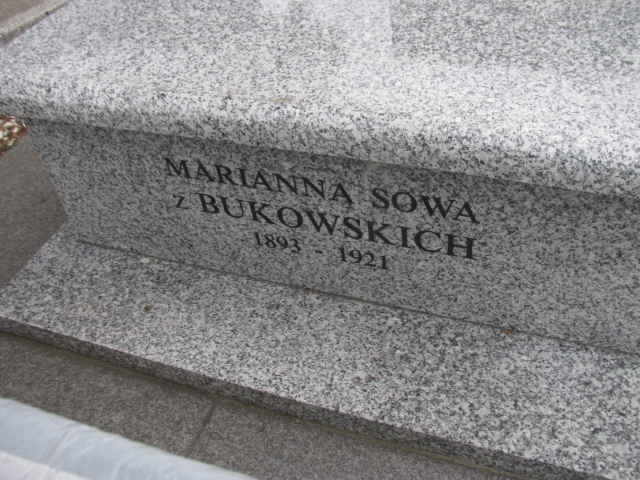 MARIANNA SOWA
z BUKOWSKICH
1893 - 1921